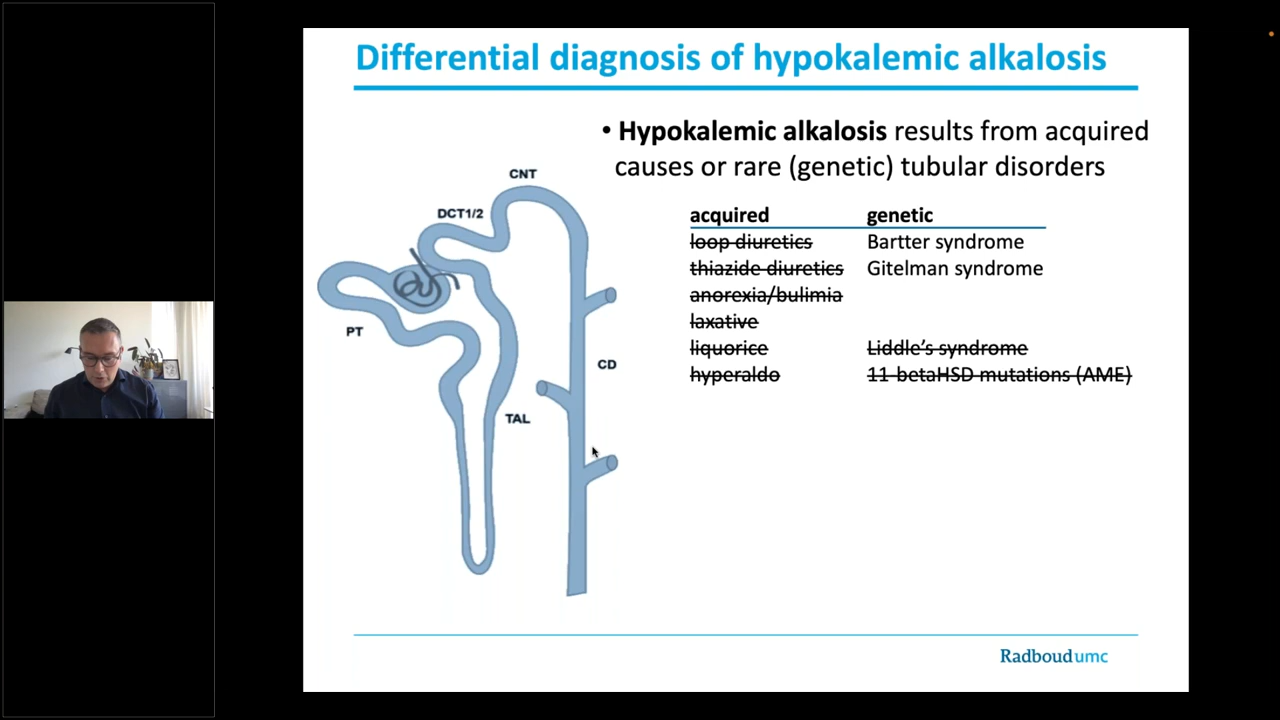 Differential diagnosis of hypokalemic alkalosis
• Hypokalemic alkalosis results from acquired
causes or rare (genetic) tubular disorders
acquired genetic
loop diuretics Bartter syndrome
thiazide diuretics Gitelman syndrome
anorexia/bulimia
laxative
liquorice Liddle's syndrome
hyperaldo 11-betaHSD mutations (AME)
CNT
DCT1/2
PT
CD
TAL
Radboudumc